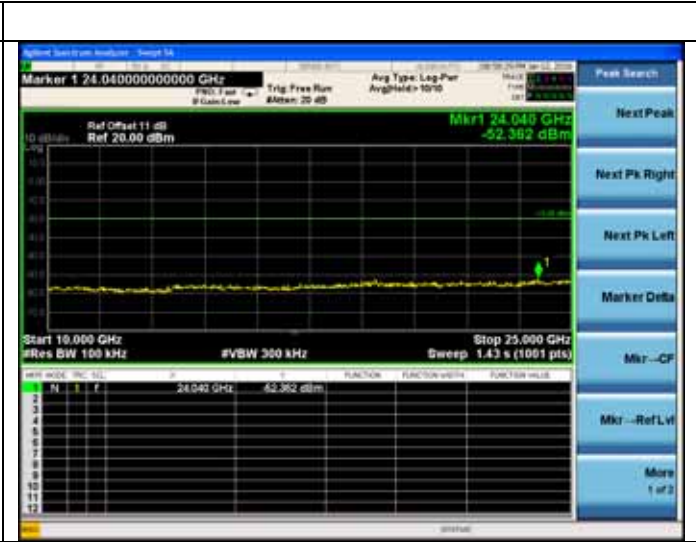 Agilent Spectrum Analyzer - Swept SA
Marker 1 24.040000000000 GHz
PNO: Fast
IFGain:Low
Trig: Free Run
#Atten: 20 dB
Avg Type: Log-Pwr
Avg|Hold:> 10/10
Peak Search
Mkr1 24.040 GHz
-52.362 dBm
Ref Offset 11 dB
10 dB/div Ref 20.00 dBm
Log
1
Start 10.000 GHz
Stop 25.000 GHz
#Res BW 100 kHz
#VBW 300 kHz
Sweep 1.43 s (1001 pts)
MKR MODE TRC SCL X Y FUNCTION FUNCTION WIDTH FUNCTION VALUE
1 N 1 f 24.040 GHz -52.362 dBm
2
3
4
5
6
7
8
9
10
11
12
Next Peak
Next Pk Right
Next Pk Left
Marker Delta
Mkr→CF
Mkr→Ref Lvl
More
1 of 2
MSG
STATUS